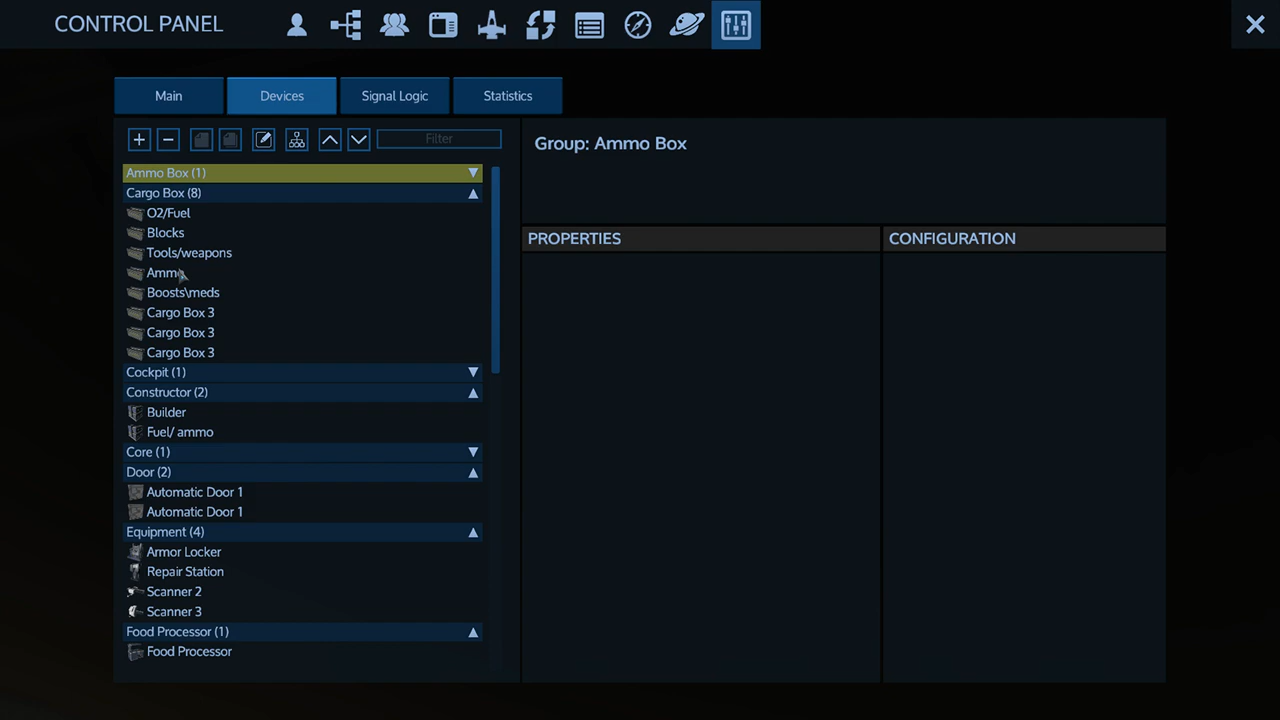 CONTROL PANEL
Main
Devices
Signal Logic
Statistics
Filter
Group: Ammo Box
Ammo Box (1)
Cargo Box (8)
O2/Fuel
Blocks
Tools/weapons
Ammo
Boosts\meds
Cargo Box 3
Cargo Box 3
Cargo Box 3
Cockpit (1)
Constructor (2)
Builder
Fuel/ ammo
Core (1)
Door (2)
Automatic Door 1
Automatic Door 1
Equipment (4)
Armor Locker
Repair Station
Scanner 2
Scanner 3
Food Processor (1)
Food Processor
PROPERTIES
CONFIGURATION